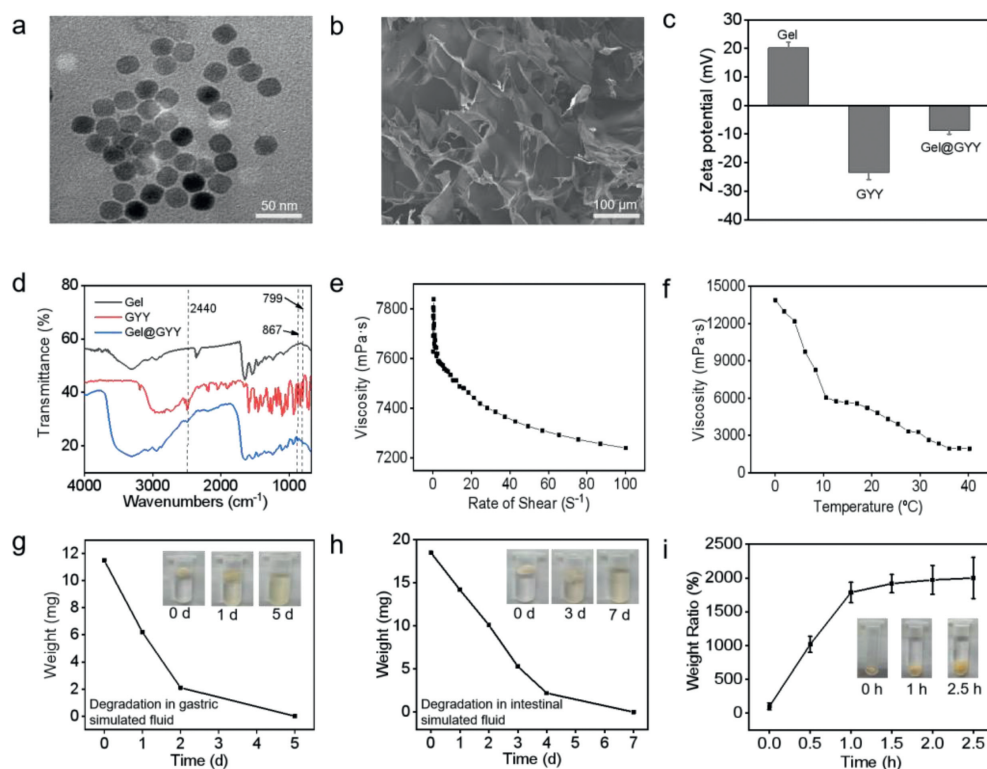 a
50 nm
b
100 μm
c
Zeta potential (mV)
30
20
10
0
-10
-20
-30
-40
Gel
GYY
Gel@GYY
d
Transmittance (%)
80
60
40
20
Gel
GYY
Gel@GYY
2440
799
867
4000
3000
2000
1000
Wavenumbers (cm⁻¹)
e
Viscosity (mPa·s)
7800
7600
7400
7200
0
20
40
60
80
100
Rate of Shear (S⁻¹)
f
Viscosity (mPa·s)
15000
12000
9000
6000
3000
0
0
10
20
30
40
Temperature (°C)
g
Weight (mg)
12
10
8
6
4
2
0
0 d
1 d
5 d
Degradation in gastric
simulated fluid
0
1
2
3
4
5
Time (d)
h
Weight (mg)
20
15
10
5
0
0 d
3 d
7 d
Degradation in intestinal
simulated fluid
0
1
2
3
4
5
6
7
Time (d)
i
Weight Ratio (%)
2500
2000
1500
1000
500
0
0 h
1 h
2.5 h
0.0
0.5
1.0
1.5
2.0
2.5
Time (h)